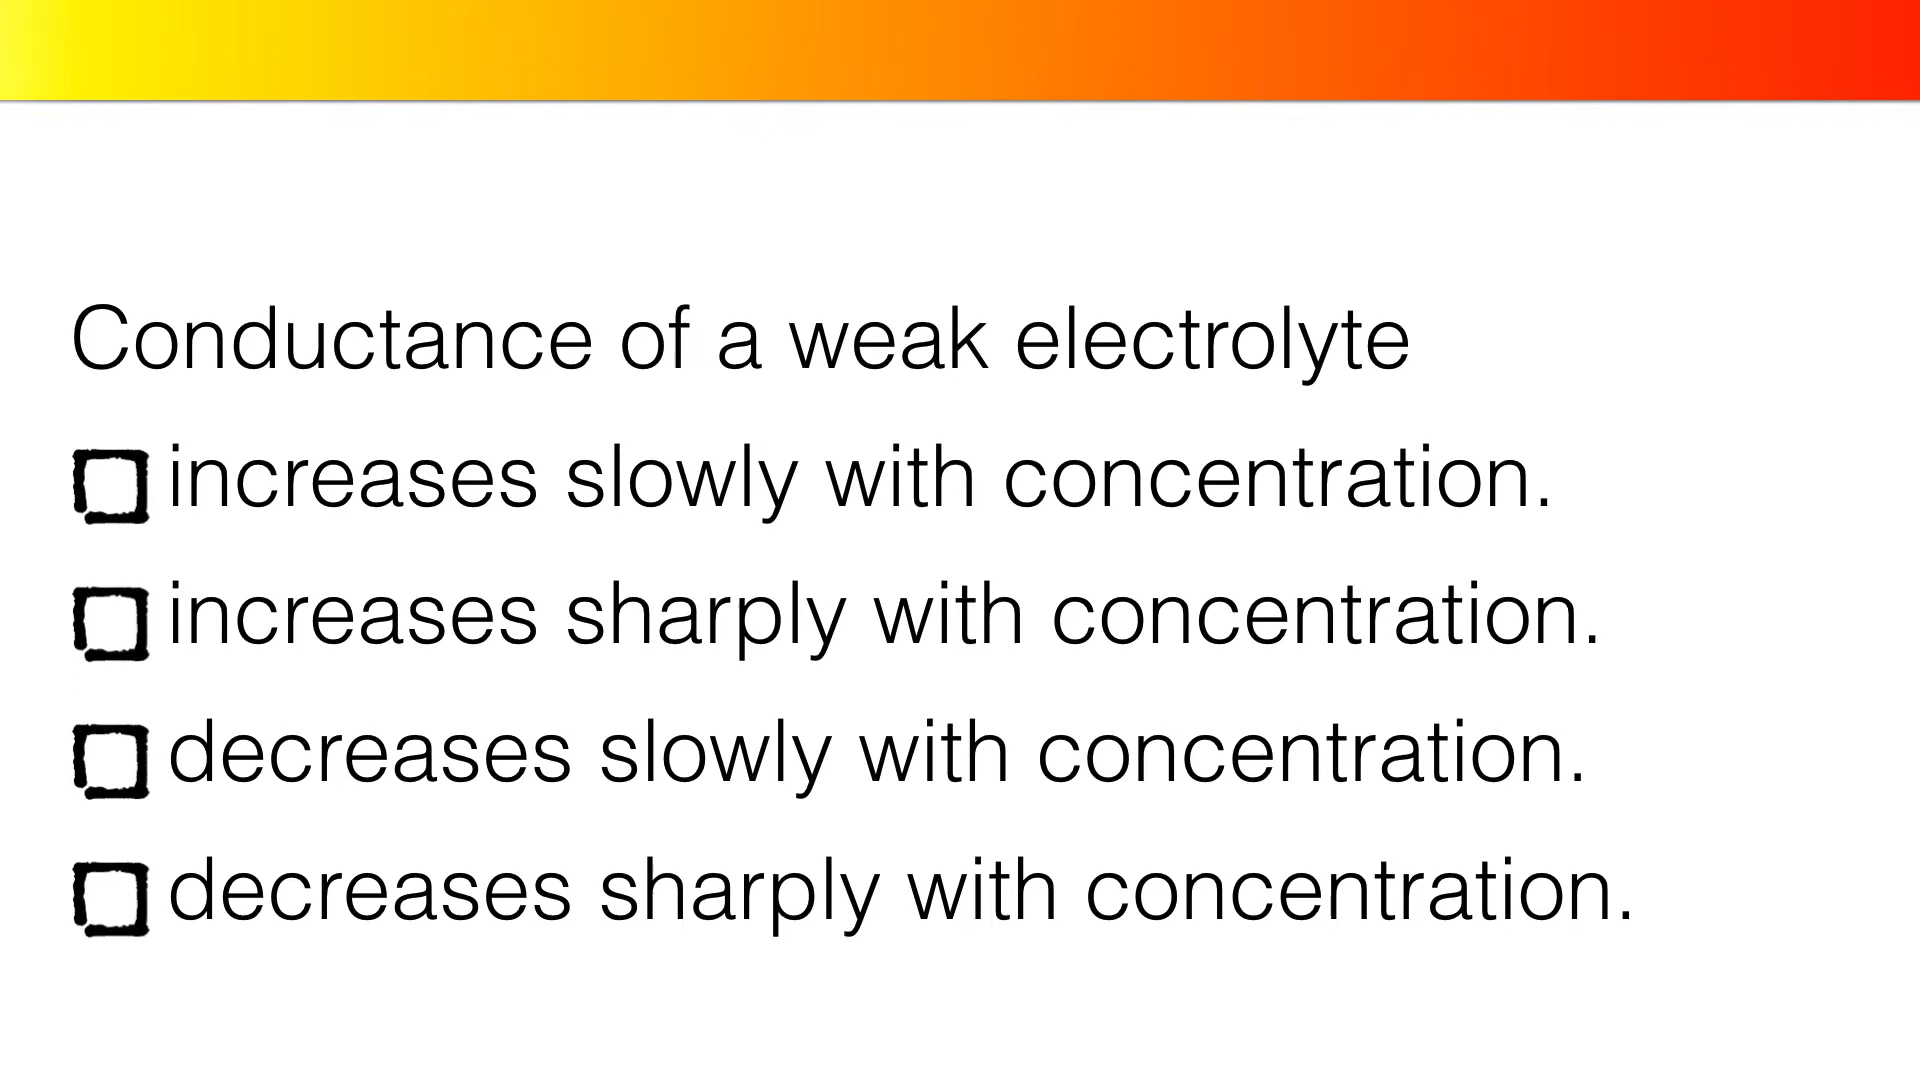 Conductance of a weak electrolyte
increases slowly with concentration.
increases sharply with concentration.
decreases slowly with concentration.
decreases sharply with concentration.